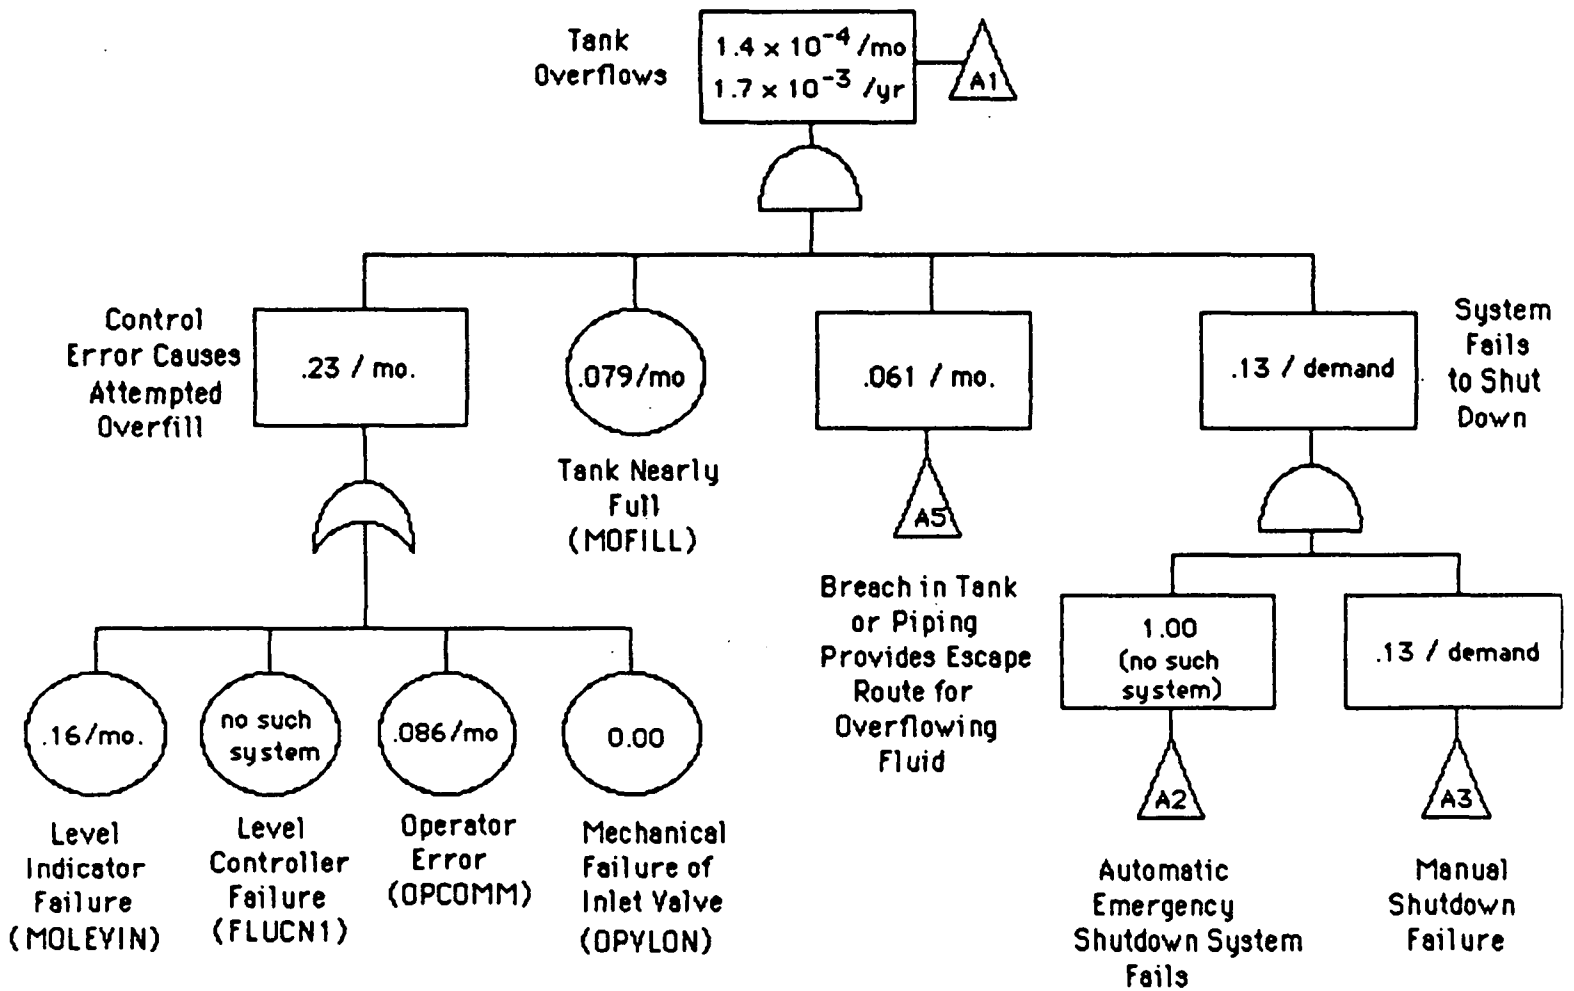 Tank
Overflows
1.4 x 10⁻⁴ /mo
1.7 x 10⁻³ /yr
A1
Control
Error Causes
Attempted
Overfill
.23 / mo.
.079/mo
Tank Nearly
Full
(MOFILL)
.061 / mo.
A5
Breach in Tank
or Piping
Provides Escape
Route for
Overflowing
Fluid
.13 / demand
System
Fails
to Shut
Down
.16/mo.
Level
Indicator
Failure
(MOLEVIN)
no such
system
Level
Controller
Failure
(FLUCN1)
.086/mo
Operator
Error
(OPCOMM)
0.00
Mechanical
Failure of
Inlet Valve
(OPVLON)
1.00
(no such
system)
A2
Automatic
Emergency
Shutdown System
Fails
.13 / demand
A3
Manual
Shutdown
Failure